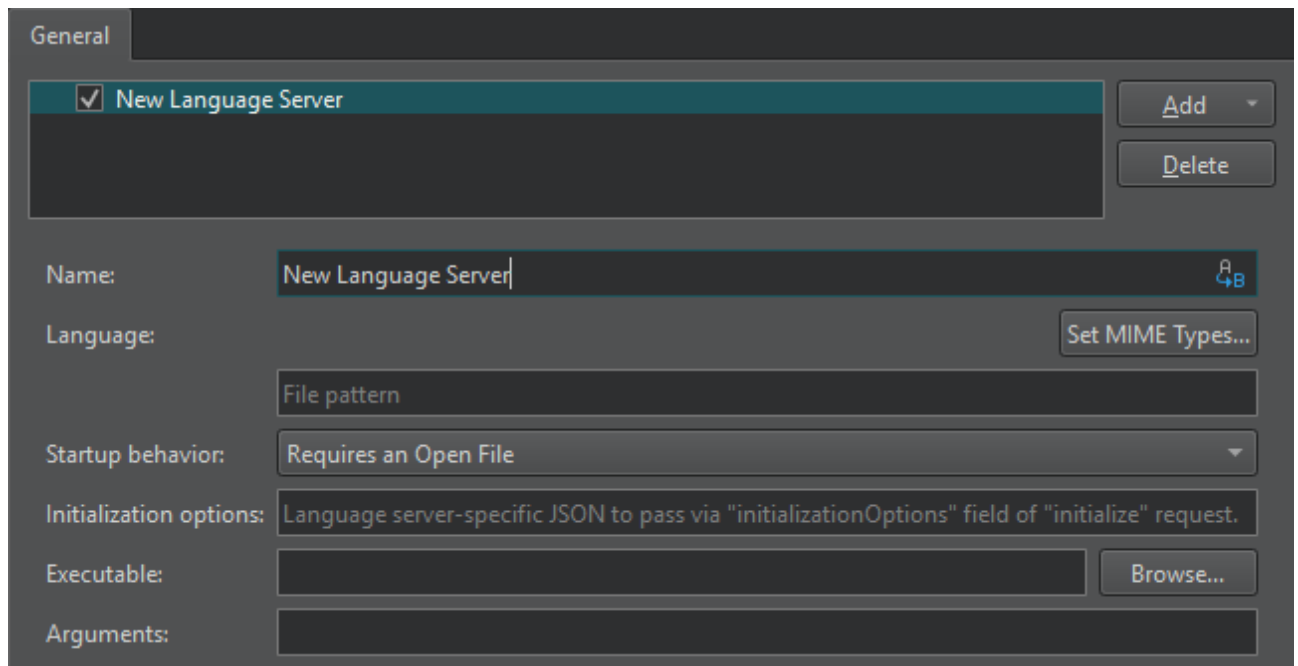 General
New Language Server
Add
Delete
Name: New Language Server
A
B
Language: Set MIME Types...
File pattern
Startup behavior: Requires an Open File
Initialization options: Language server-specific JSON to pass via "initializationOptions" field of "initialize" request.
Executable: Browse...
Arguments: